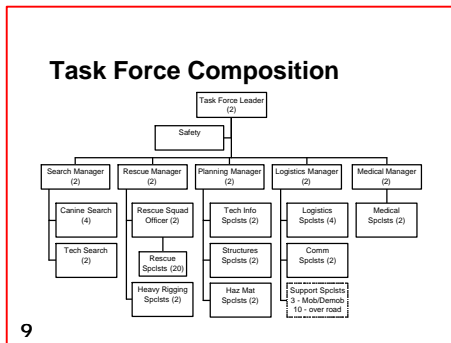 Task Force Composition
Task Force Leader
(2)
Safety
Search Manager
(2)
Rescue Manager
(2)
Planning Manager
(2)
Logistics Manager
(2)
Medical Manager
(2)
Canine Search
(4)
Rescue Squad
Officer (2)
Tech Info
Spclsts (2)
Logistics
Spclsts (4)
Medical
Spclsts (2)
Tech Search
(2)
Rescue
Spclsts (20)
Structures
Spclsts (2)
Comm
Spclsts (2)
Heavy Rigging
Spclsts (2)
Haz Mat
Spclsts (2)
Support Spclsts
3 - Mob/Demob
10 - over road
9